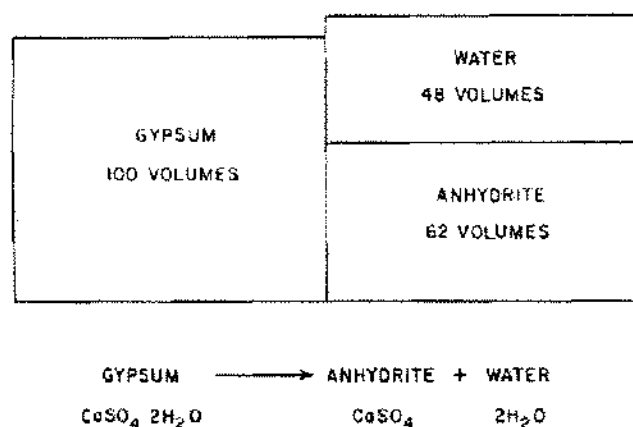 WATER
48 VOLUMES
GYPSUM
100 VOLUMES
ANHYDRITE
62 VOLUMES
GYPSUM ⟶ ANHYDRITE + WATER
CaSO₄ 2H₂O CaSO₄ 2H₂O